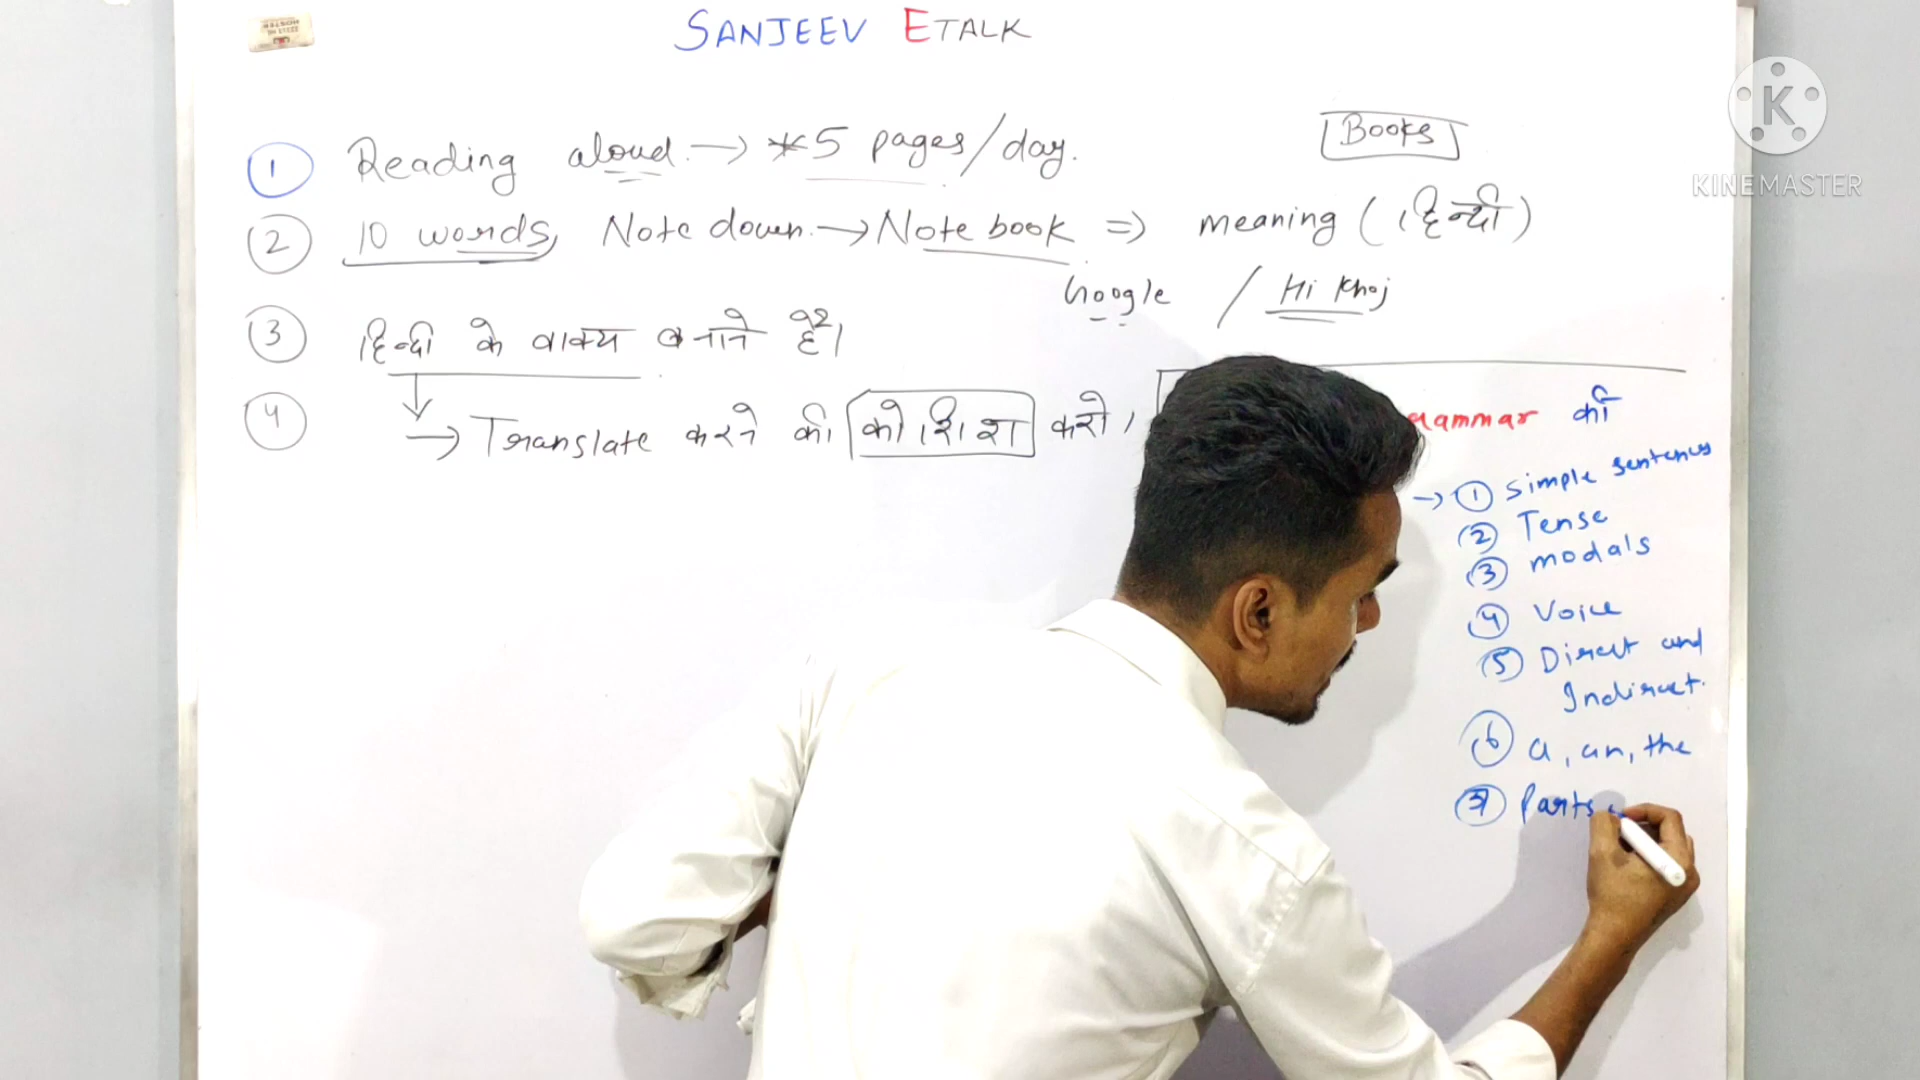 SANJEEV ETALK
Books
① Reading aloud. → *5 pages/day.
② 10 words, Note down. → Note book ⇒ meaning (हिन्दी)
Google / Hi Khoj
③ हिन्दी के वाक्य बनाने है।
④ → Translate करने की कोशिश करो।
की
→ ① Simple sentences
② Tense
③ modals
④ Voice
⑤ Direct and
Indirect.
⑥ a, an, the
⑦ Parts
KINEMASTER